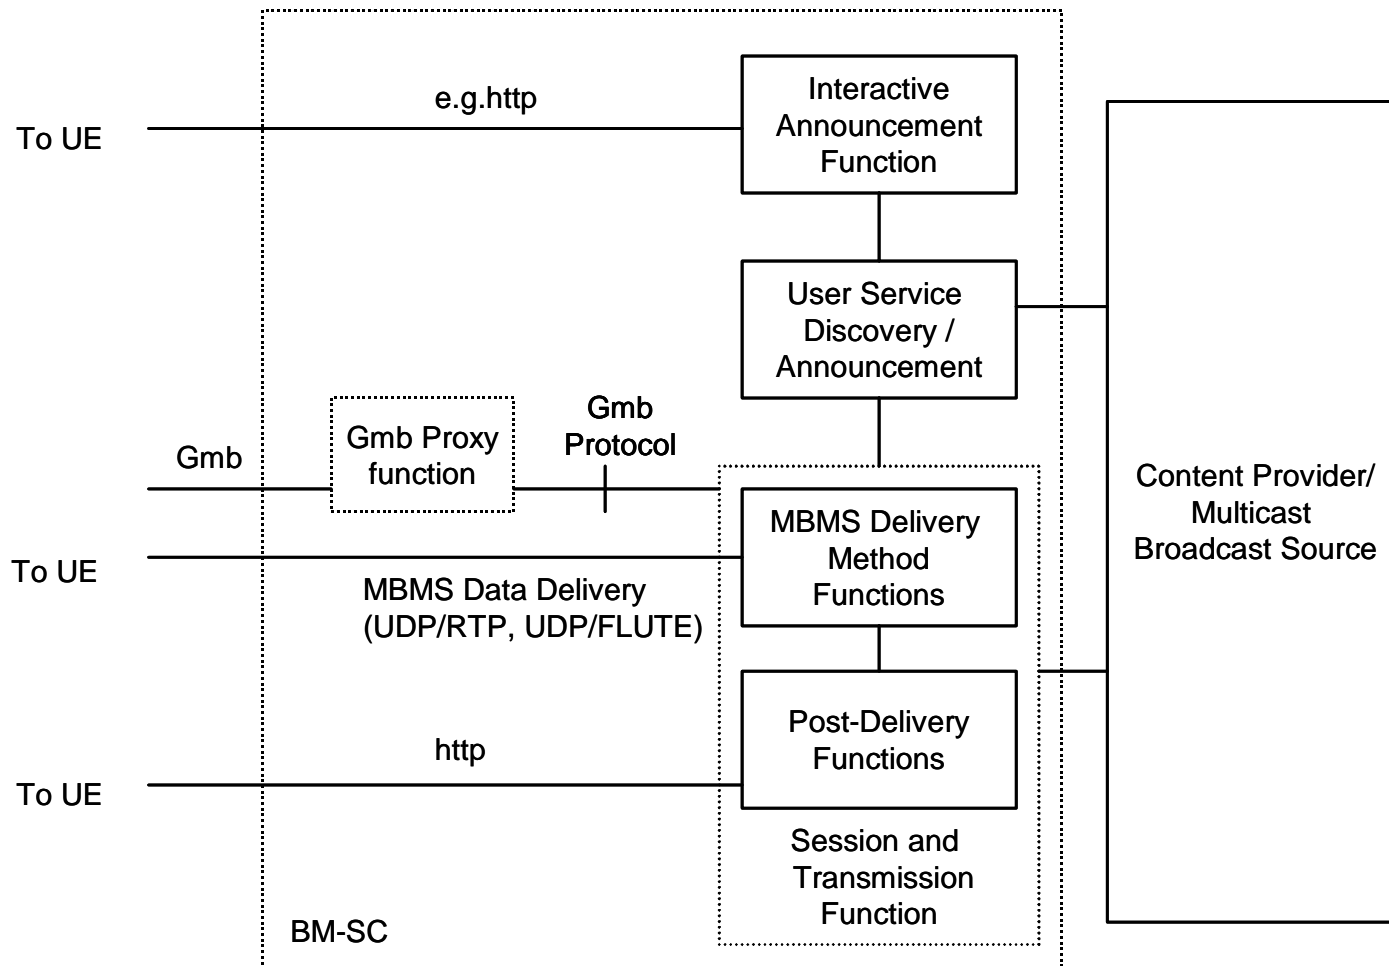 e.g.http
To UE
Interactive
Announcement
Function
User Service
Discovery /
Announcement
Gmb
Gmb Proxy
function
Gmb
Protocol
To UE
MBMS Data Delivery
(UDP/RTP, UDP/FLUTE)
MBMS Delivery
Method
Functions
http
To UE
Post-Delivery
Functions
Session and
Transmission
Function
BM-SC
Content Provider/
Multicast
Broadcast Source